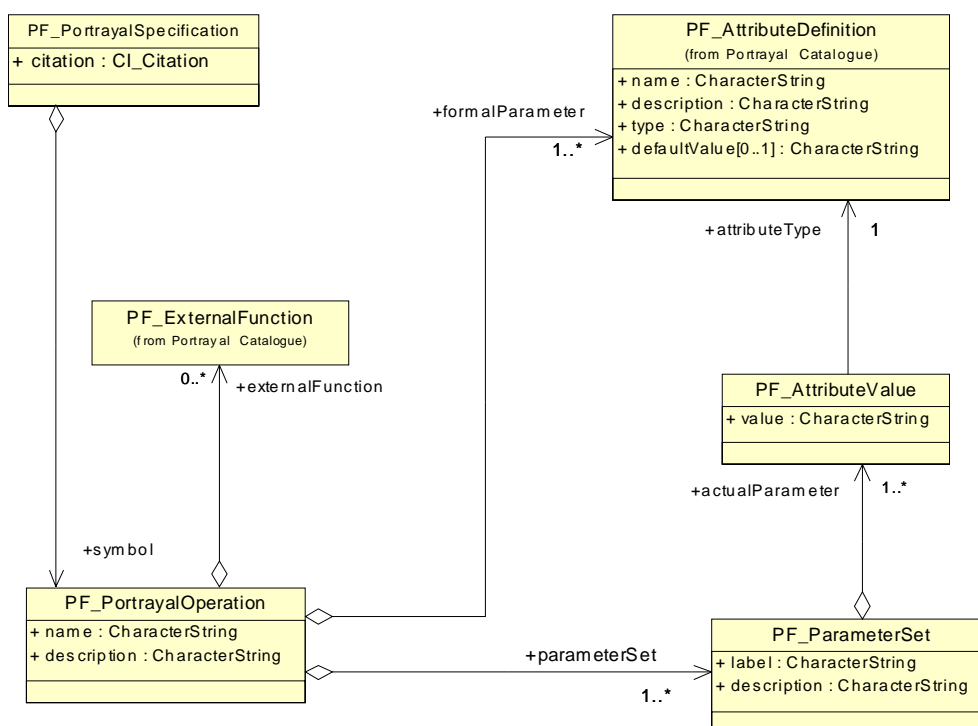 PF_PortrayalSpecification
+ citation : CI_Citation
PF_AttributeDefinition
(from Portrayal Catalogue)
+ name : CharacterString
+ description : CharacterString
+ type : CharacterString
+ defaultValue[0..1] : CharacterString
+formalParameter
1..*
+attributeType
1
PF_ExternalFunction
(from Portrayal Catalogue)
0..*
+externalFunction
PF_AttributeValue
+ value : CharacterString
+actualParameter
1..*
+symbol
PF_PortrayalOperation
+ name : CharacterString
+ description : CharacterString
+parameterSet
1..*
PF_ParameterSet
+ label : CharacterString
+ description : CharacterString